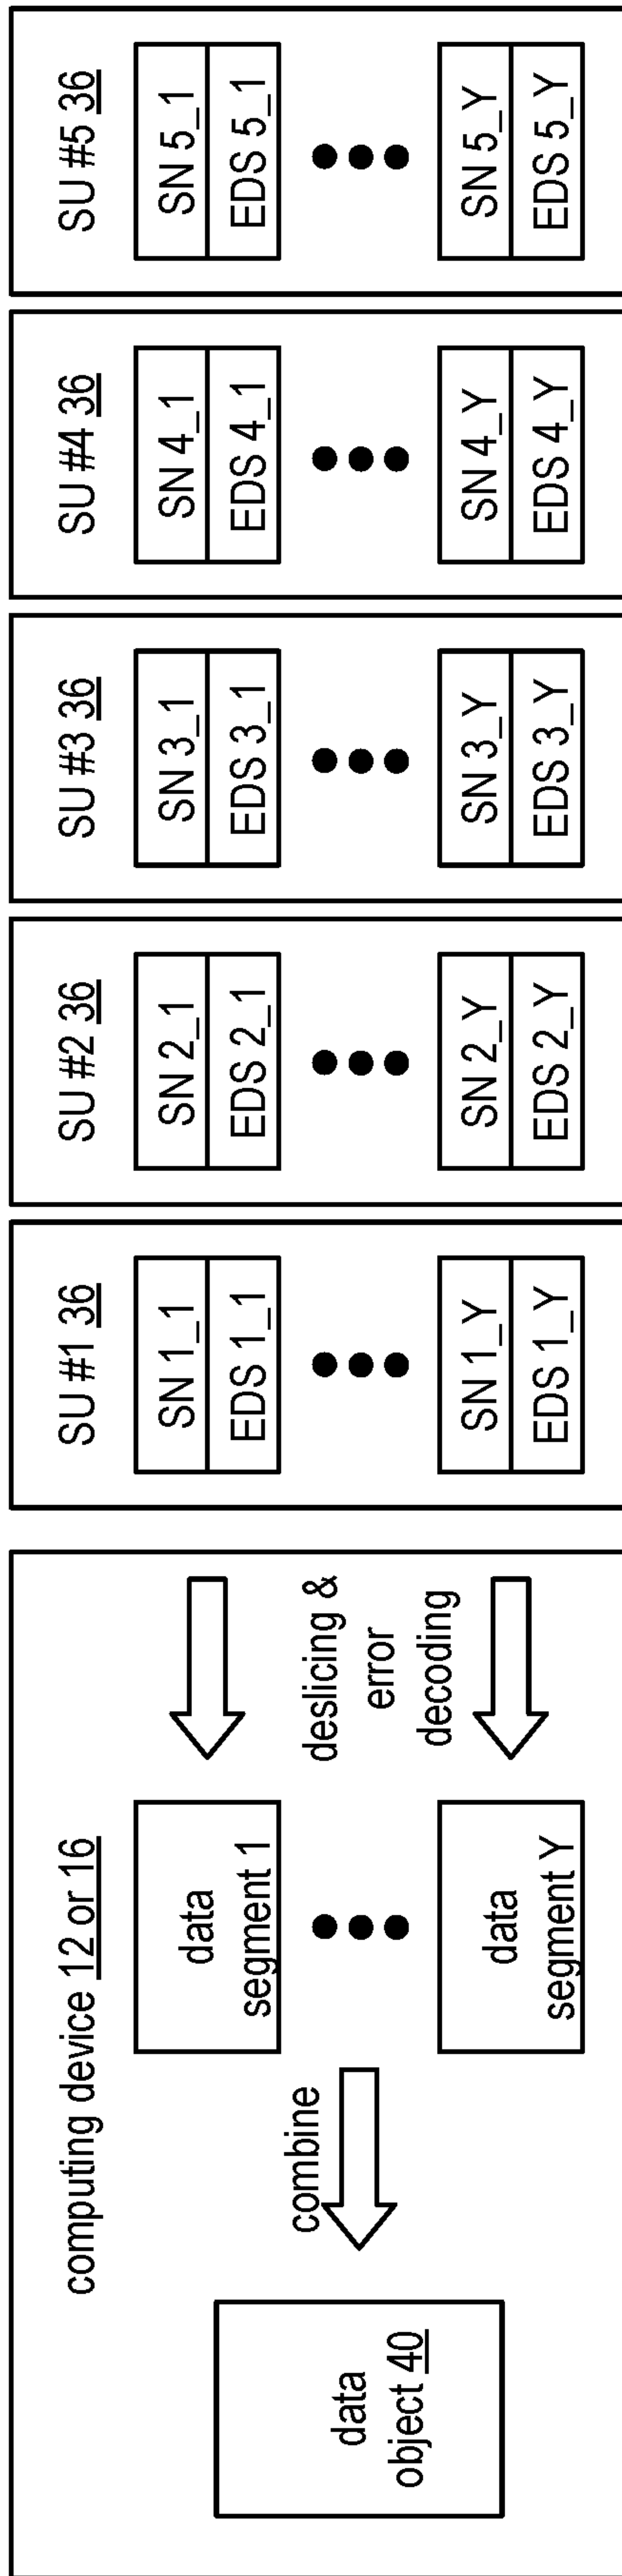 computing device 12 or 16
data
object 40
combine
data
segment 1
data
segment Y
deslicing &
error
decoding
SU #1 36
SN 1_1
EDS 1_1
SN 1_Y
EDS 1_Y
SU #2 36
SN 2_1
EDS 2_1
SN 2_Y
EDS 2_Y
SU #3 36
SN 3_1
EDS 3_1
SN 3_Y
EDS 3_Y
SU #4 36
SN 4_1
EDS 4_1
SN 4_Y
EDS 4_Y
SU #5 36
SN 5_1
EDS 5_1
SN 5_Y
EDS 5_Y